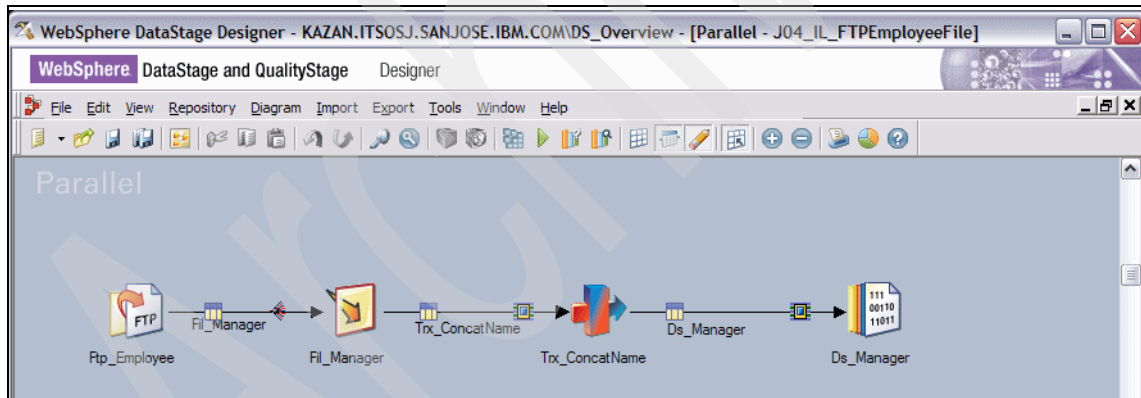 WebSphere DataStage Designer - KAZAN.ITSOSJ.SANJOSE.IBM.COM\DS_Overview - [Parallel - J04_IL_FTPEmployeeFile]
WebSphere. DataStage and QualityStage Designer
File Edit View Repository Diagram Import Export Tools Window Help
Parallel
FTP
Fil_Manager
Trx_ConcatName
Ds_Manager
111
00110
11011
Ftp_Employee
Fil_Manager
Trx_ConcatName
Ds_Manager